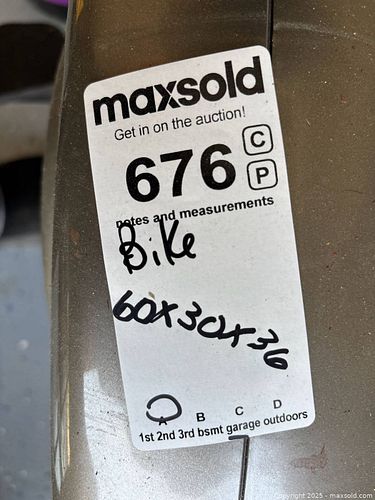 maxsold
Get in on the auction!
676 C
P
notes and measurements
Bike
60x30x36
B C D
1st 2nd 3rd bsmt garage outdoors
Copyright 2025 - maxsold.com